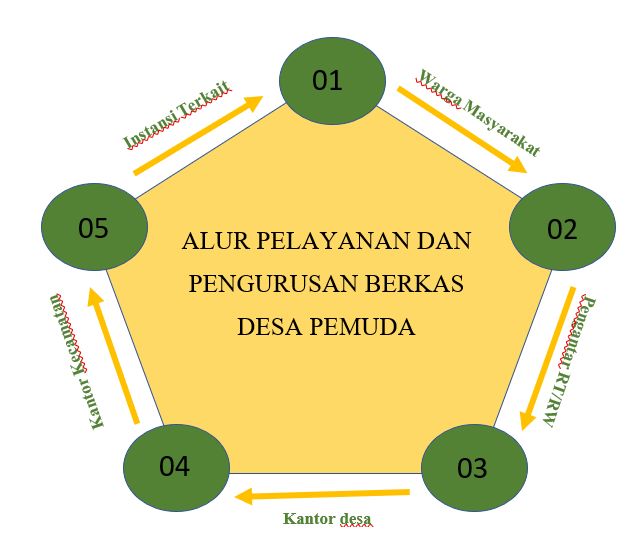 01
Warga Masyarakat
02
Pengantar RT/RW
03
Kantor desa
04
Kantor Kecamatan
05
Instansi Terkait
ALUR PELAYANAN DAN
PENGURUSAN BERKAS
DESA PEMUDA